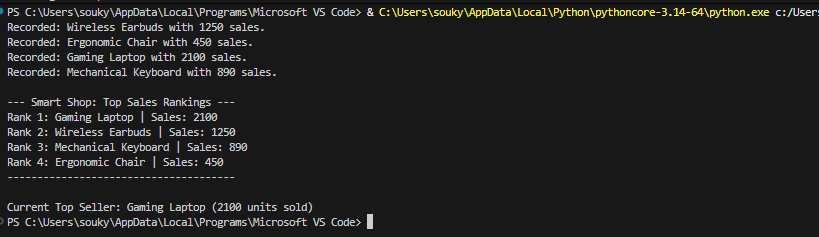 PS C:\Users\souky\AppData\Local\Programs\Microsoft VS Code> & C:\Users\souky\AppData\Local\Python\pythoncore-3.14-64\python.exe c:/Users
Recorded: Wireless Earbuds with 1250 sales.
Recorded: Ergonomic Chair with 450 sales.
Recorded: Gaming Laptop with 2100 sales.
Recorded: Mechanical Keyboard with 890 sales.
--- Smart Shop: Top Sales Rankings ---
Rank 1: Gaming Laptop | Sales: 2100
Rank 2: Wireless Earbuds | Sales: 1250
Rank 3: Mechanical Keyboard | Sales: 890
Rank 4: Ergonomic Chair | Sales: 450
--------------------------------------
Current Top Seller: Gaming Laptop (2100 units sold)
PS C:\Users\souky\AppData\Local\Programs\Microsoft VS Code>